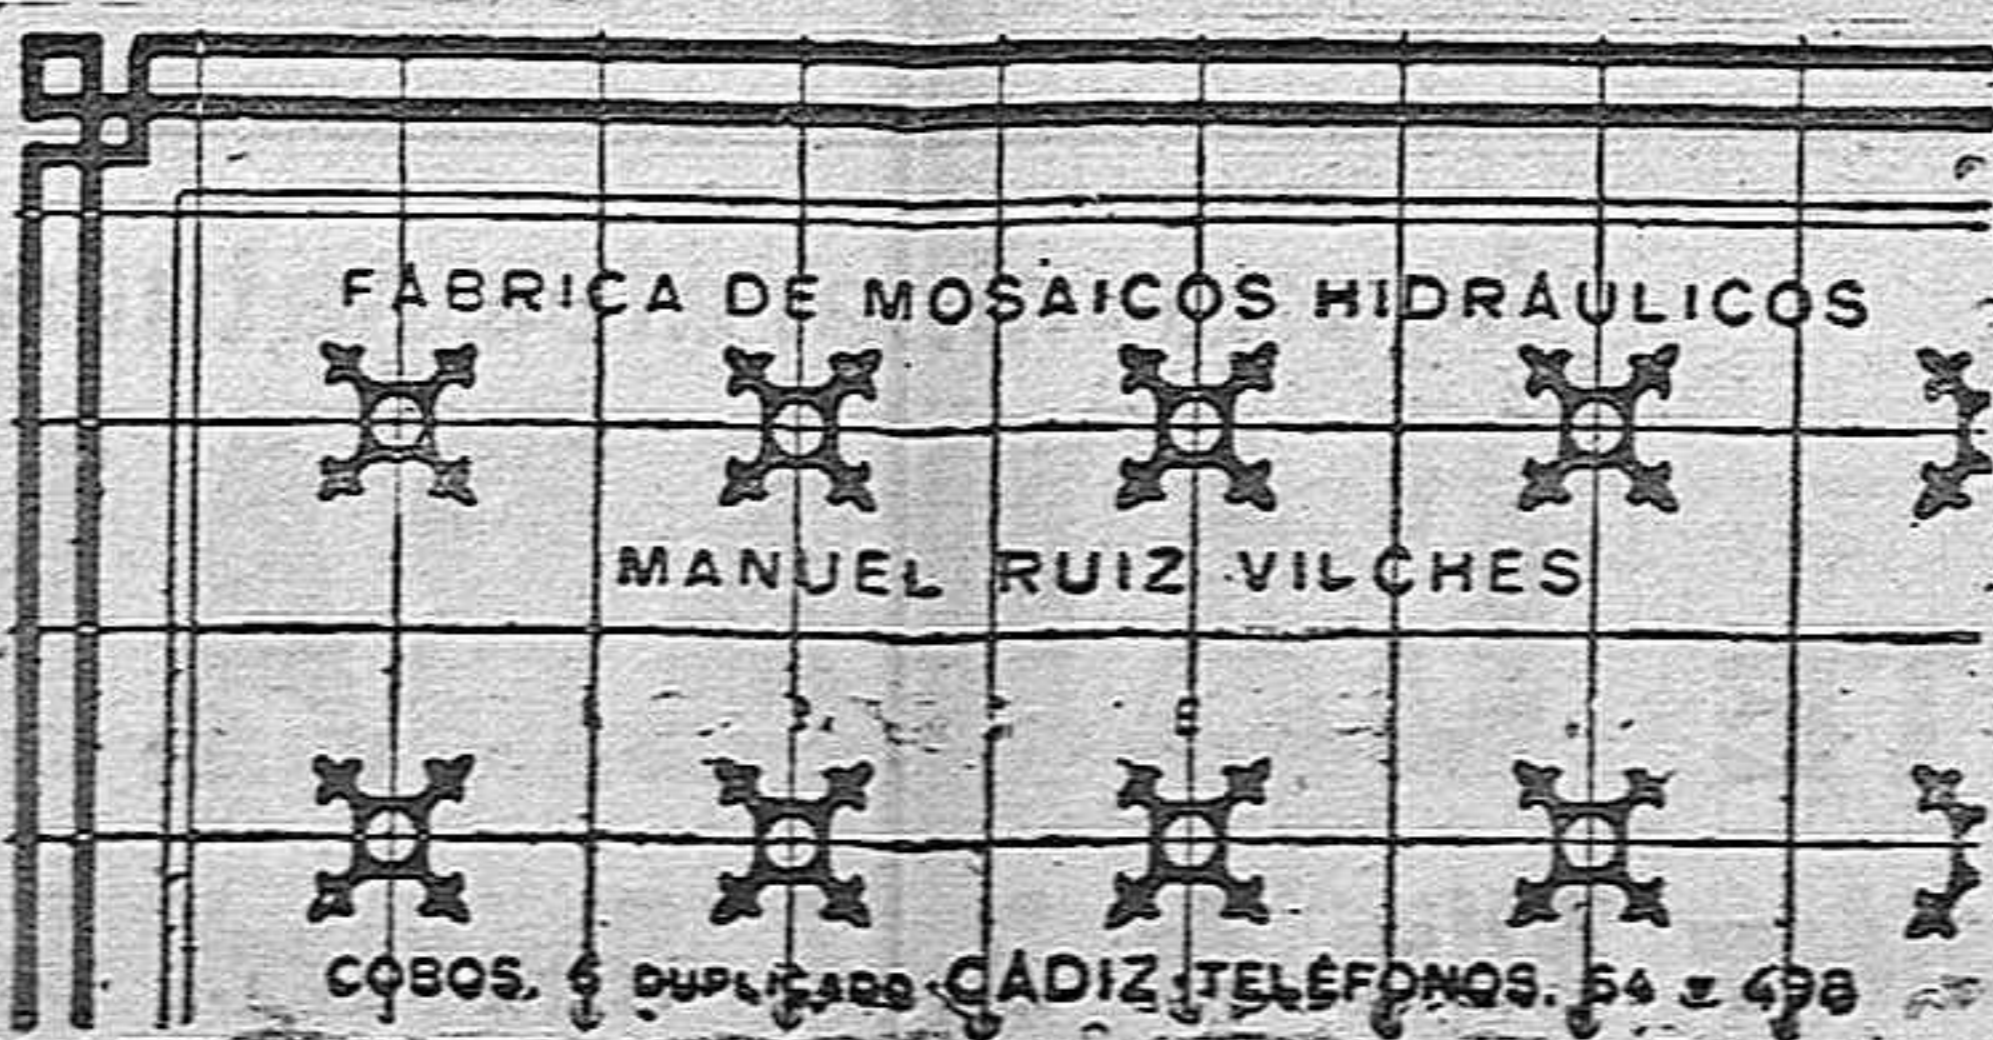 FÁBRICA DE MOSAICOS HIDRÁULICOS
MANUEL RUIZ VILCHES
COBOS, 6 DUPLICADO-CÁDIZ-TELÉFONOS. 54 498